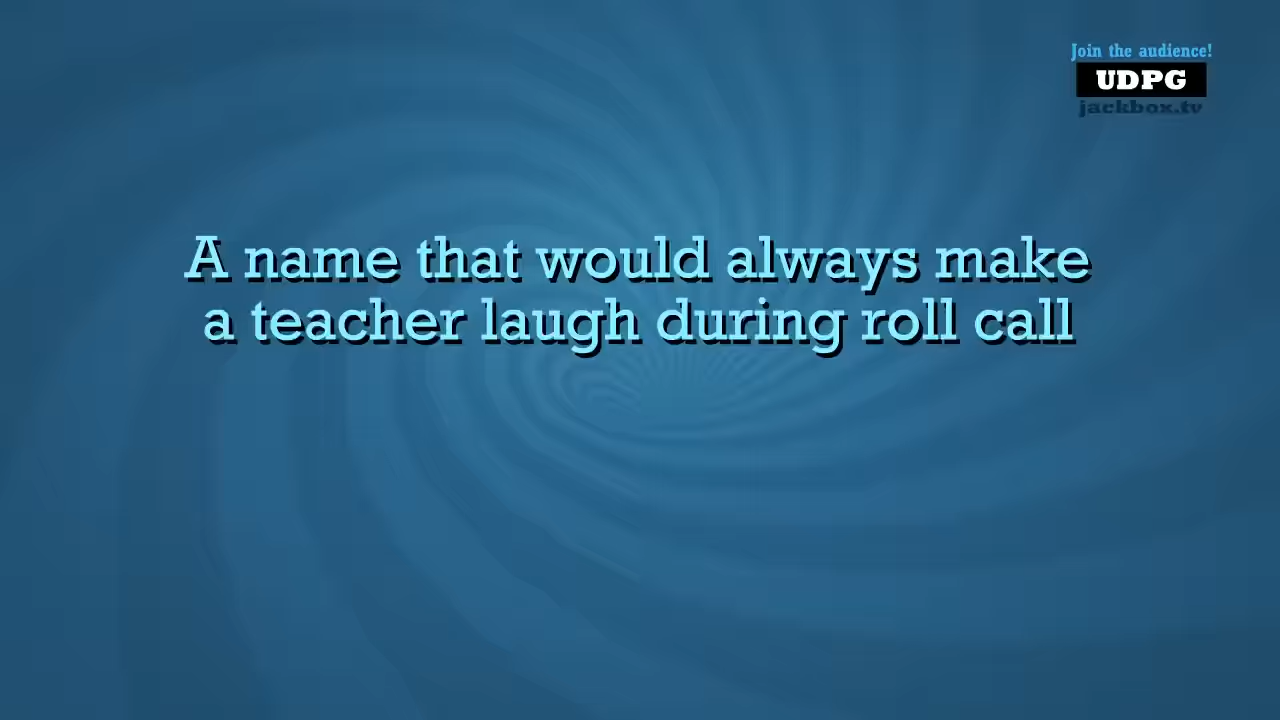 Join the audience!
UDPG
jackbox.tv
A name that would always make
a teacher laugh during roll call